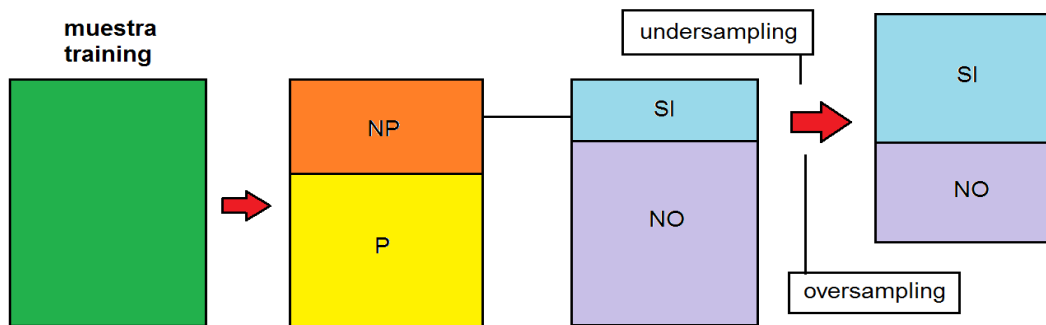 muestra
training
NP
P
SI
NO
undersampling
oversampling
SI
NO